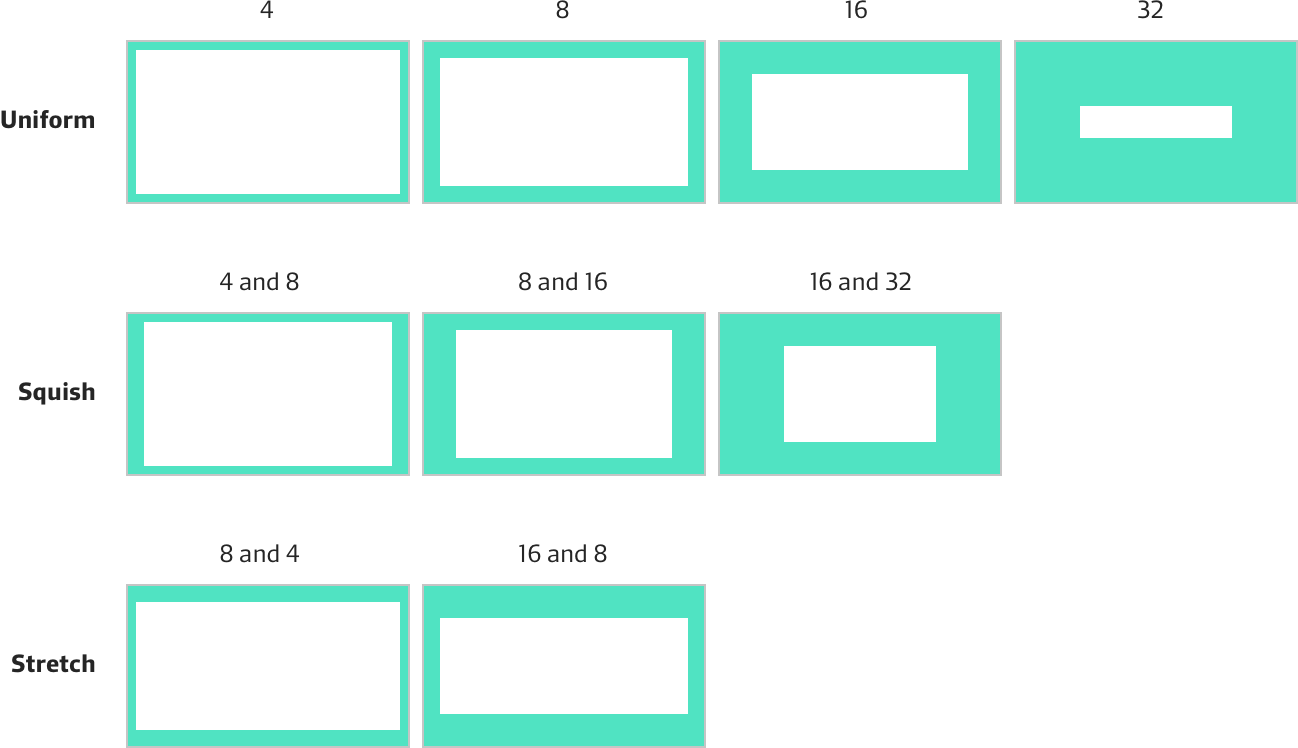 4 8 16 32
Uniform
4 and 8 8 and 16 16 and 32
Squish
8 and 4 16 and 8
Stretch